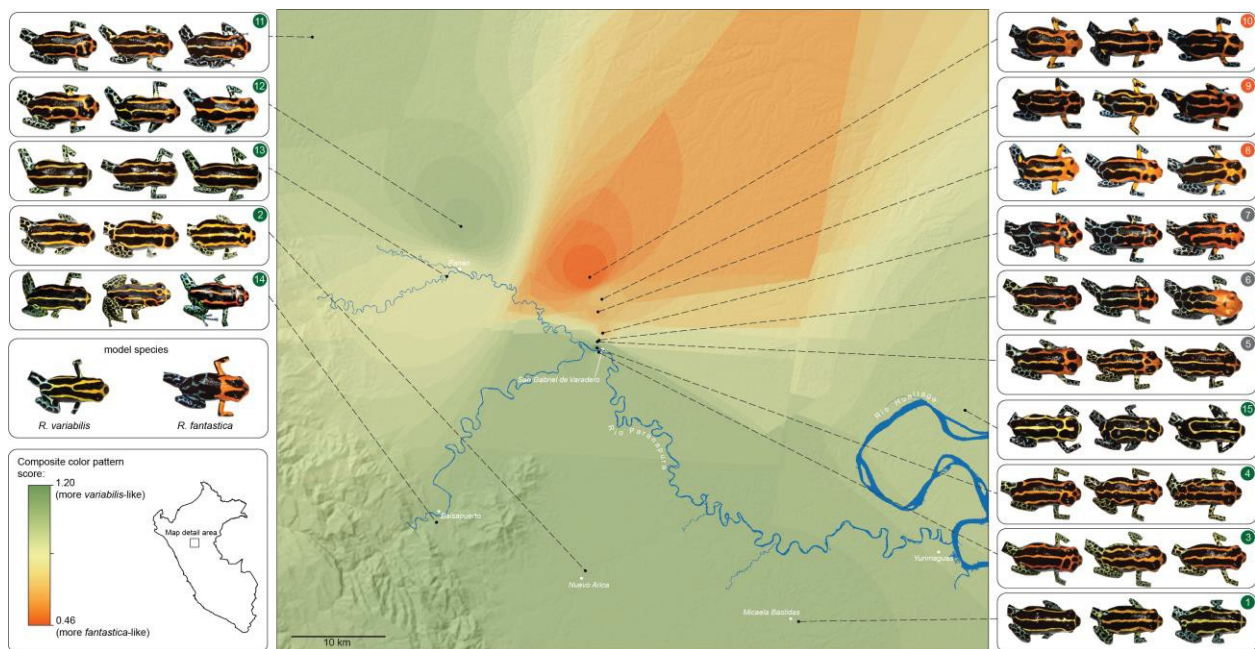 11
12
13
2
14
model species
R. variabilis
R. fantastica
Composite color pattern
score:
1.20
(more variabilis-like)
0.46
(more fantastica-like)
Map detail area
San Gabriel de Varadero
Río Paranapura
Río Huallaga
Balsapuerto
Nuevo Arica
Micaela Bastidas
Yurimaguas
10 km
10
9
8
7
6
5
15
4
3
1